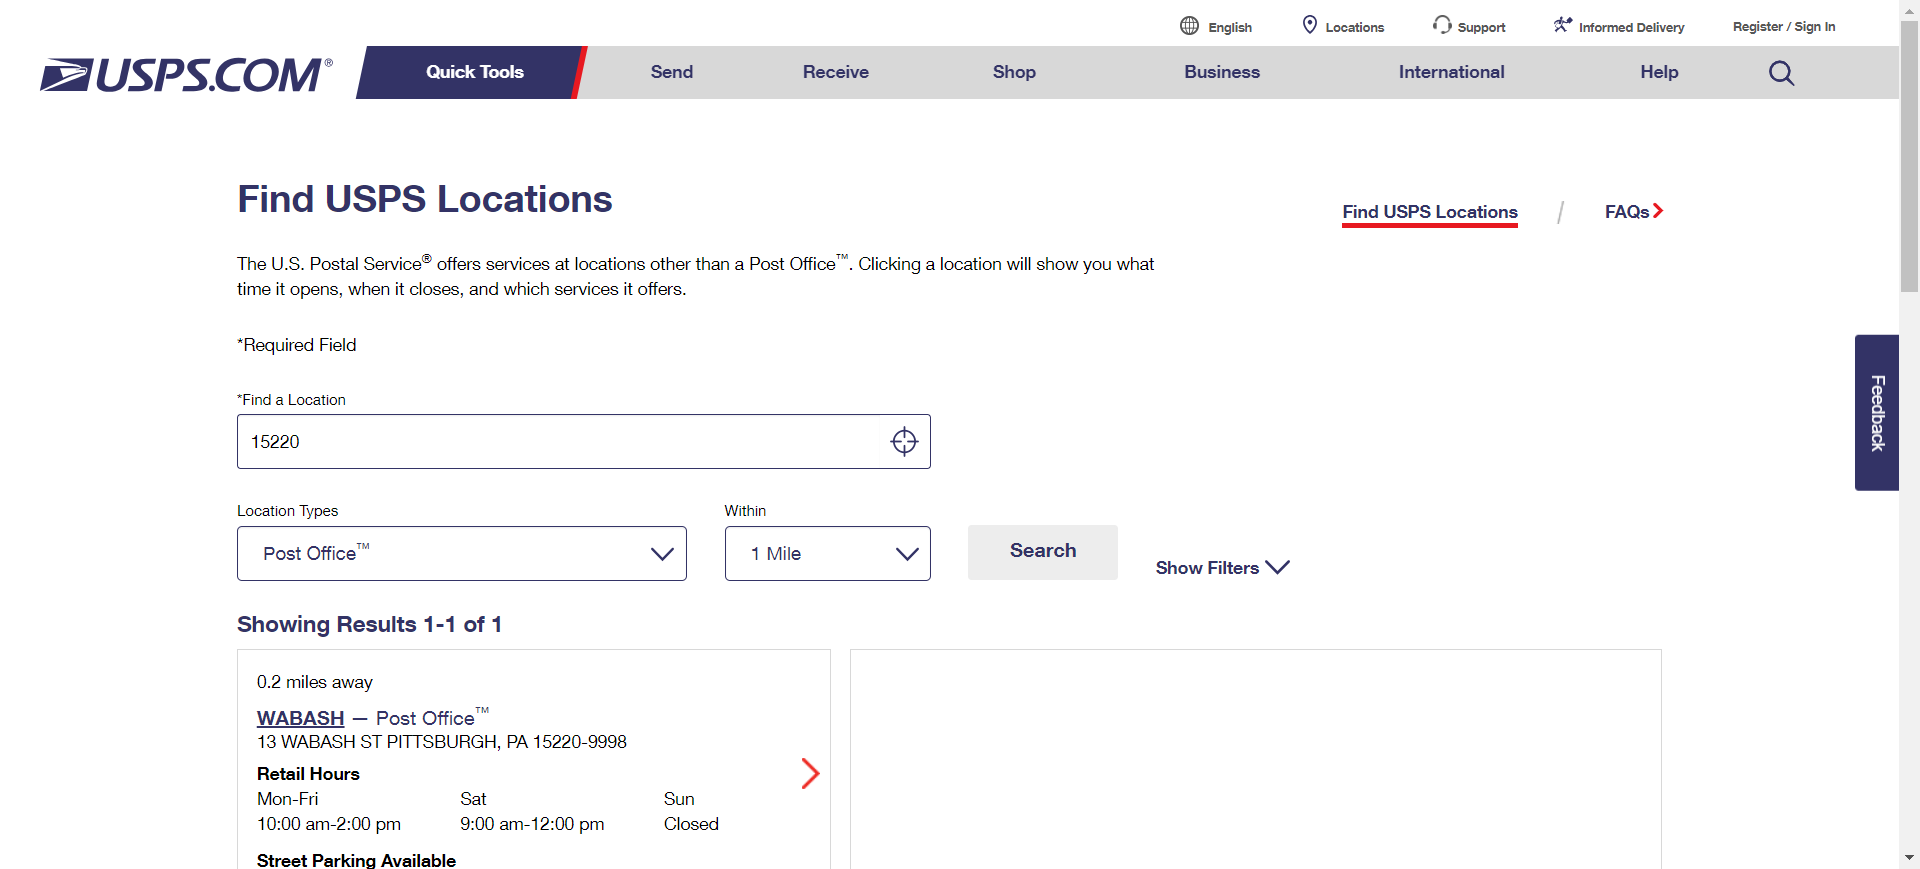 English
Locations
Support
Informed Delivery
Register / Sign In
USPS.COM®
Quick Tools
Send
Receive
Shop
Business
International
Help
Find USPS Locations
Find USPS Locations
/
FAQs
The U.S. Postal Service® offers services at locations other than a Post Office™. Clicking a location will show you what
time it opens, when it closes, and which services it offers.
*Required Field
*Find a Location
15220
Location Types
Within
Post Office™
1 Mile
Search
Show Filters
Feedback
Showing Results 1-1 of 1
0.2 miles away
WABASH — Post Office™
13 WABASH ST PITTSBURGH, PA 15220-9998
Retail Hours
Mon-Fri Sat Sun
10:00 am-2:00 pm 9:00 am-12:00 pm Closed
Street Parking Available